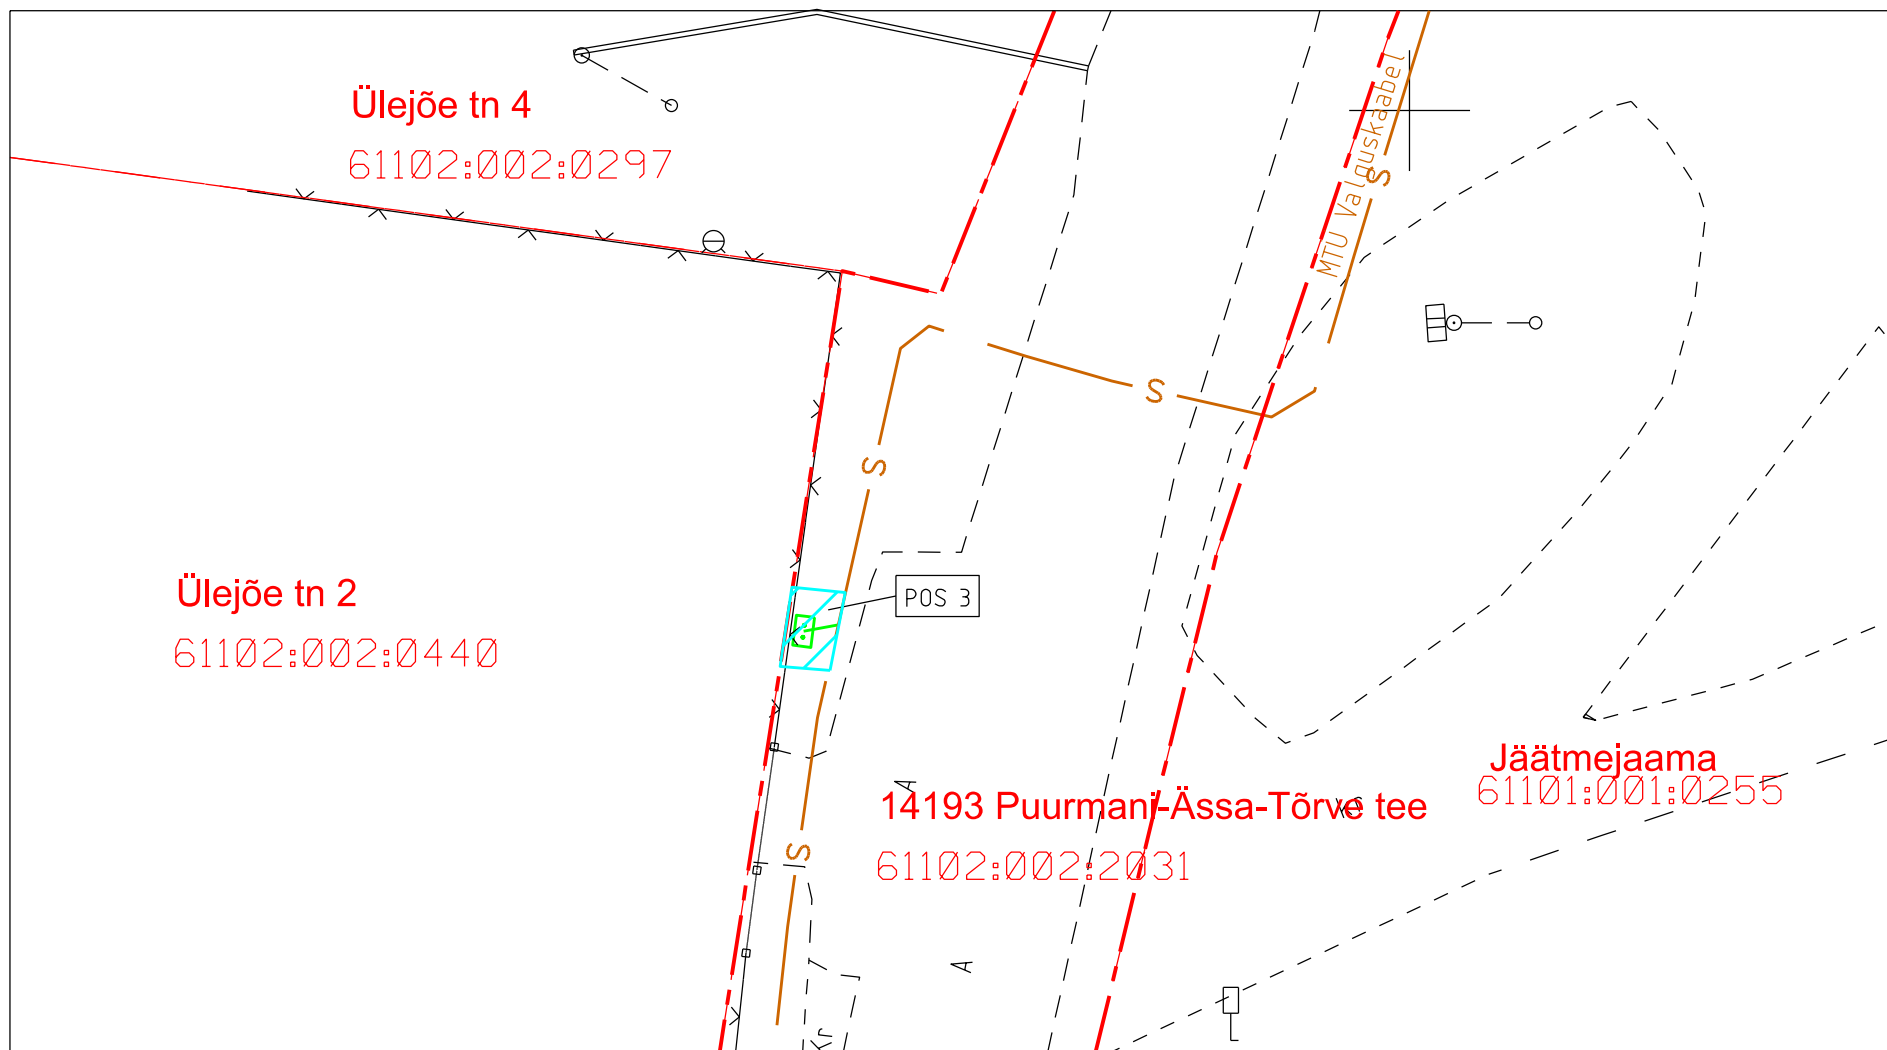 Ülejõe tn 4
61102:002:0297
MTU Valguskaabel
S
S
S
Ülejõe tn 2
61102:002:0440
POS 3
Jäätmejaama
61101:001:0255
A
14193 Puurmani-Ässa-Tõrve tee
61102:002:2031
S
A
Kr